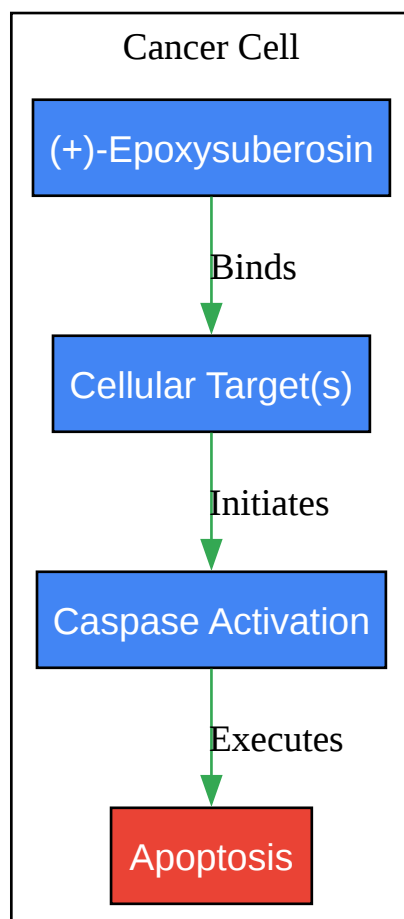 Cancer Cell
(+)-Epoxysuberosin
Binds
Cellular Target(s)
Initiates
Caspase Activation
Executes
Apoptosis